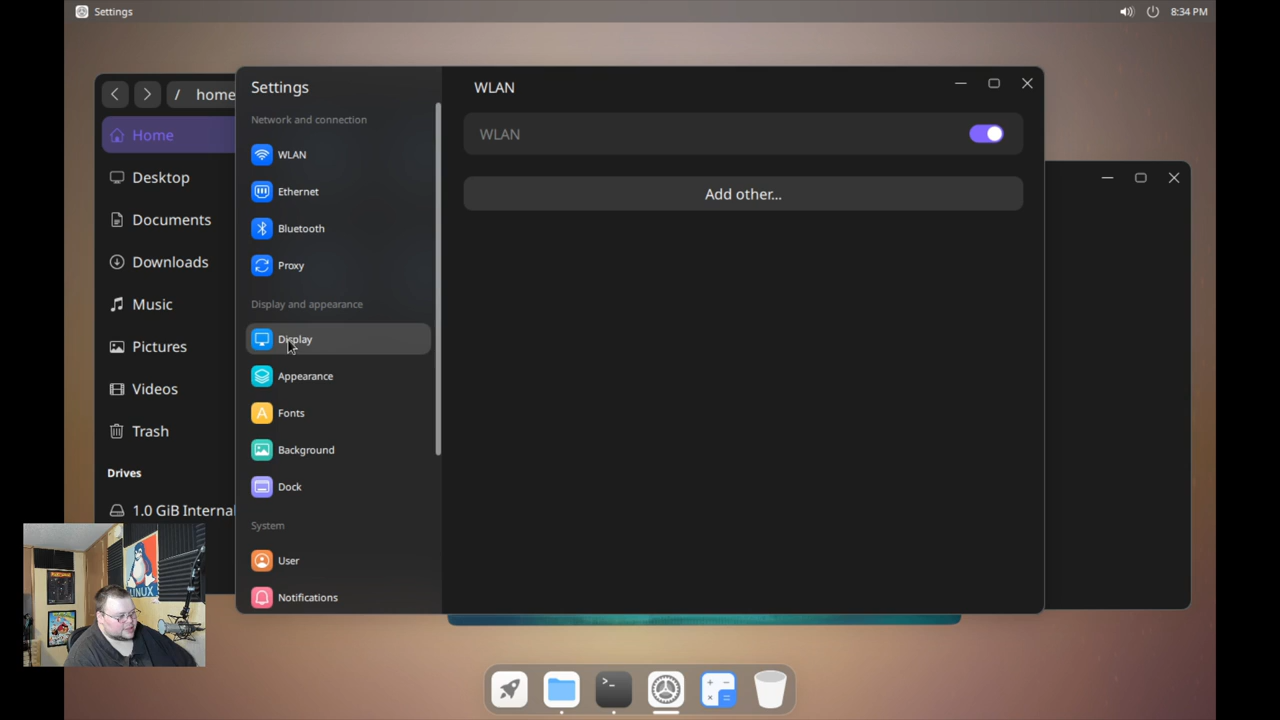 Settings
8:34 PM
/ home
Home
Desktop
Documents
Downloads
Music
Pictures
Videos
Trash
Drives
1.0 GiB Internal
Settings
Network and connection
WLAN
Ethernet
Bluetooth
Proxy
Display and appearance
Display
Appearance
Fonts
Background
Dock
System
User
Notifications
WLAN
WLAN
Add other...
LINUX